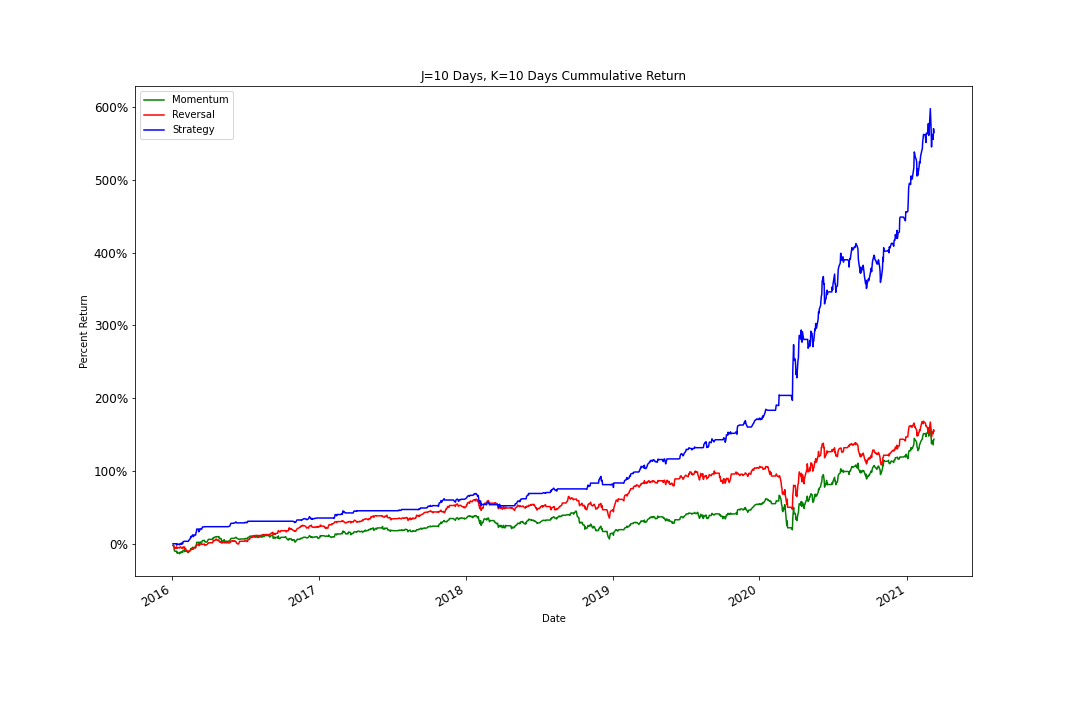 J=10 Days, K=10 Days Cummulative Return
Momentum
Reversal
Strategy
600%
500%
400%
300%
200%
100%
0%
Percent Return
2016
2017
2018
2019
2020
2021
Date